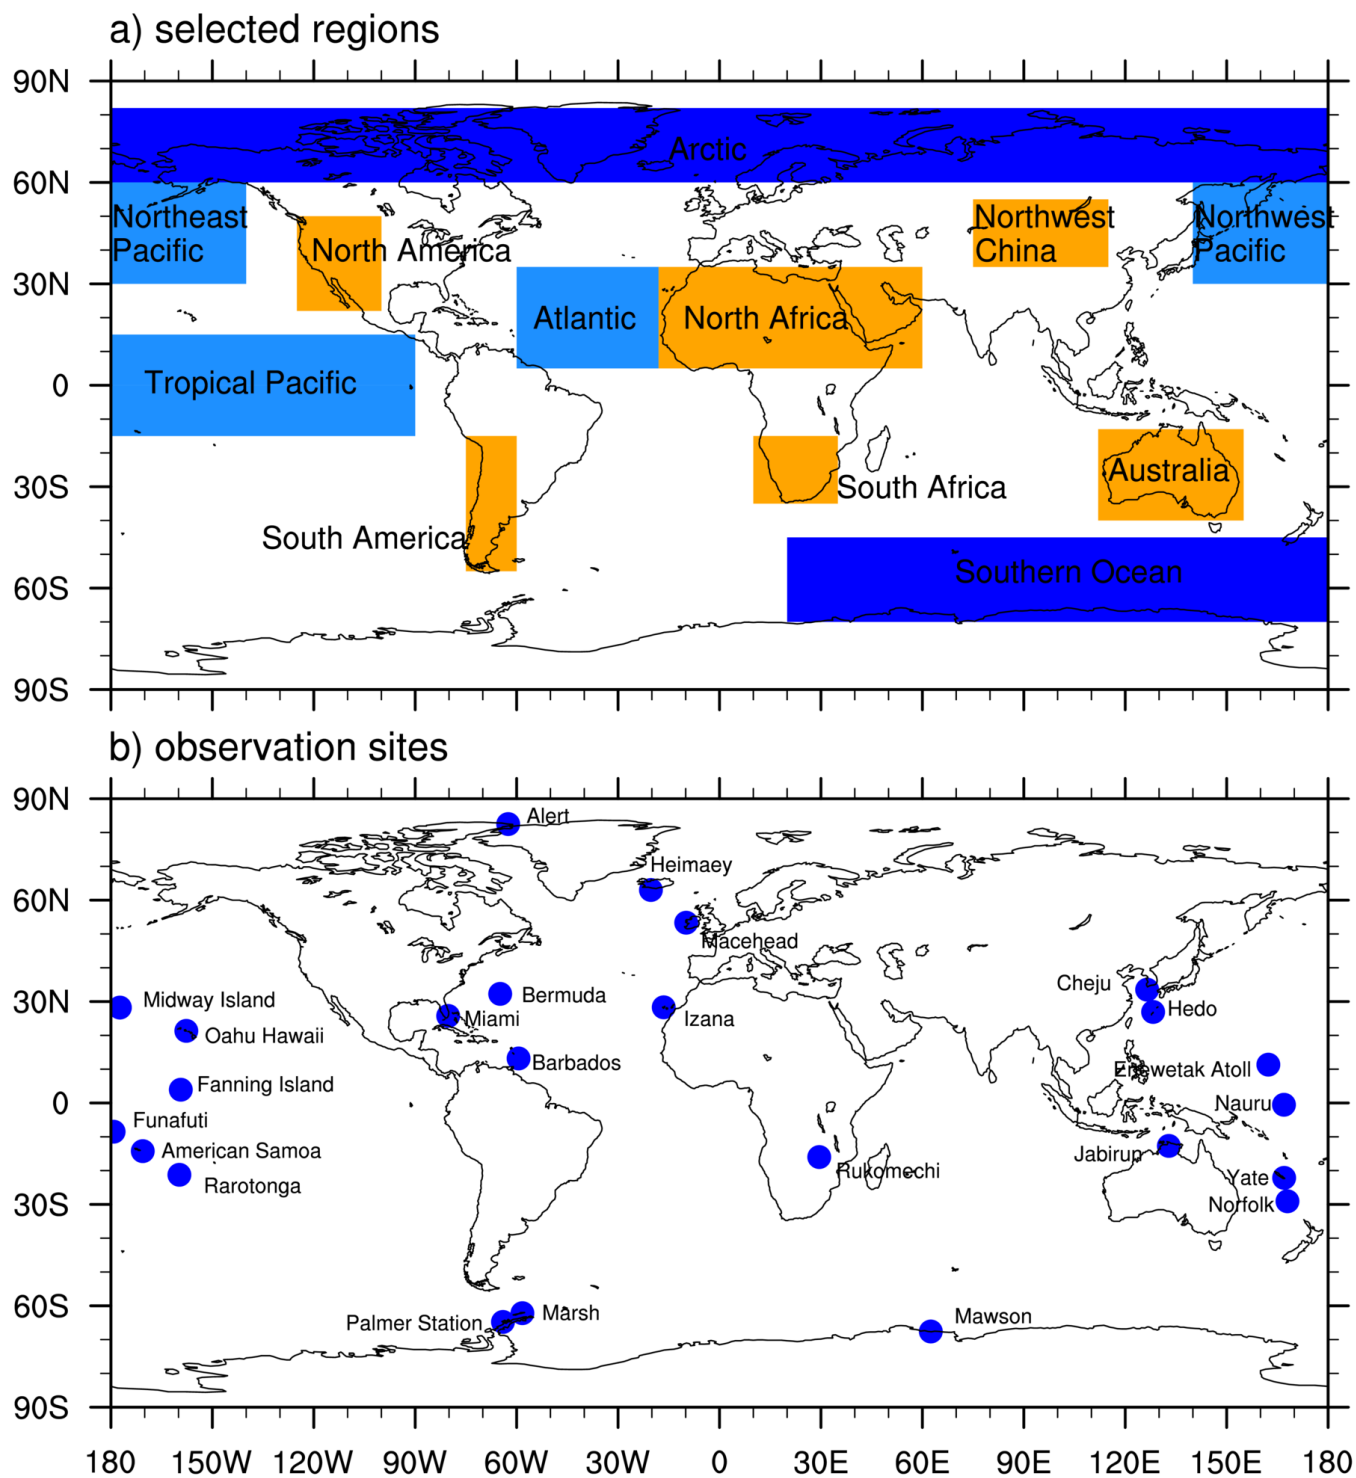 a) selected regions
90N
Arctic
60N
Northeast
Pacific
North America
Northwest
China
Northwest
Pacific
30N
Atlantic
North Africa
0
Tropical Pacific
30S
Australia
South Africa
South America
60S
Southern Ocean
90S
b) observation sites
90N
Alert
Heimaey
60N
Macehead
Cheju
30N
Midway Island
Bermuda
Hedo
Miami
Izana
Oahu Hawaii
Barbados
Enewetak Atoll
Fanning Island
0
Nauru
Funafuti
American Samoa
Jabirun
Rukomechi
Yate
Rarotonga
30S
Norfolk
60S
Palmer Station
Marsh
Mawson
90S
180 150W 120W 90W 60W 30W 0 30E 60E 90E 120E 150E 180